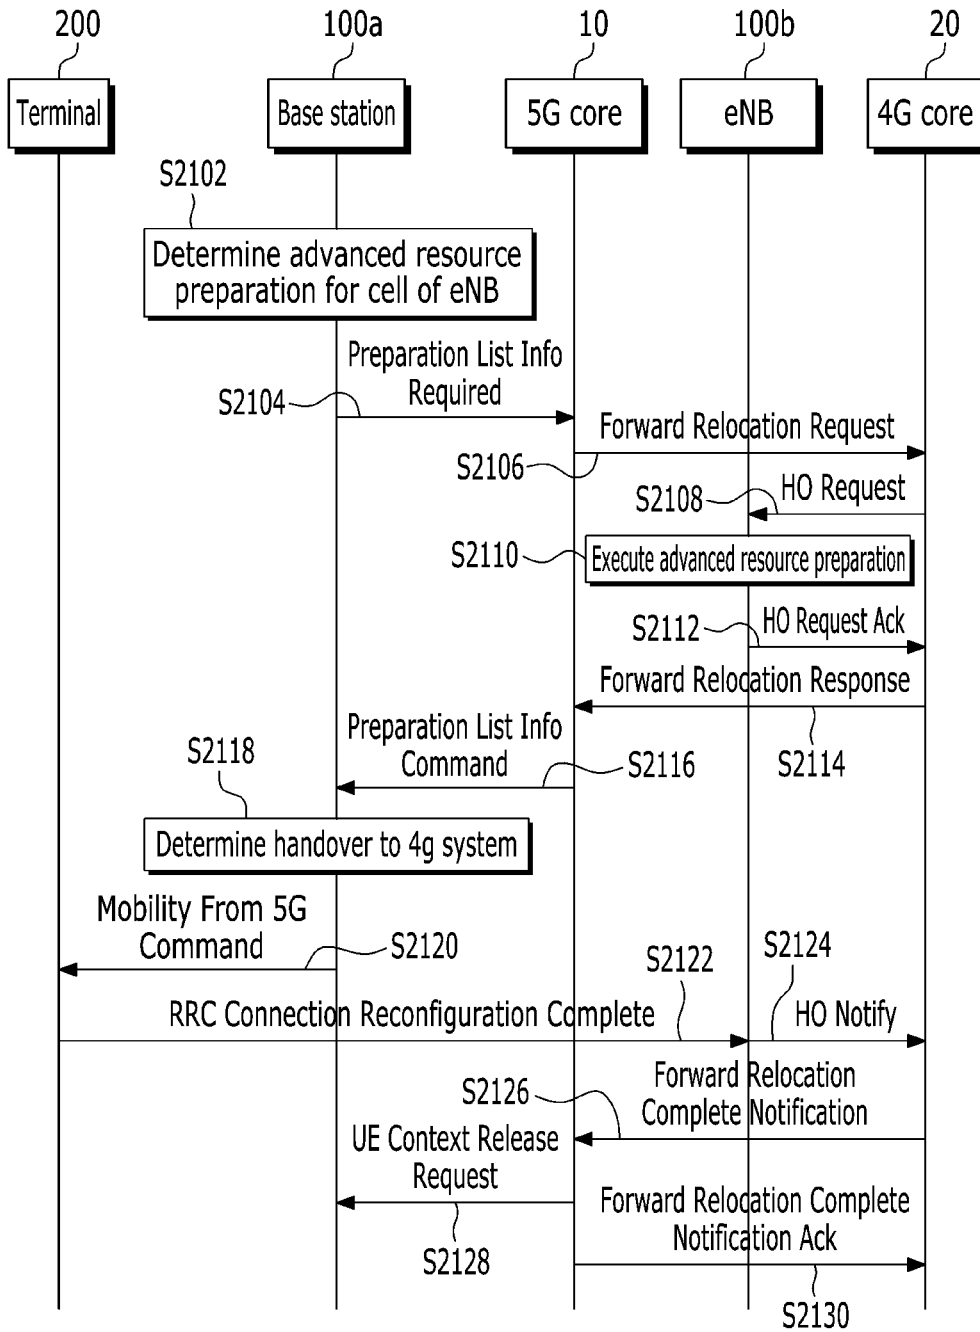 200
100a
10
100b
20
Terminal
Base station
5G core
eNB
4G core
S2102
Determine advanced resource
preparation for cell of eNB
Preparation List Info
Required
S2104
Forward Relocation Request
S2106
HO Request
S2108
S2110
Execute advanced resource preparation
HO Request Ack
S2112
Forward Relocation Response
S2114
Preparation List Info
Command
S2116
S2118
Determine handover to 4g system
Mobility From 5G
Command
S2120
S2122
S2124
RRC Connection Reconfiguration Complete
HO Notify
Forward Relocation
Complete Notification
S2126
UE Context Release
Request
S2128
Forward Relocation Complete
Notification Ack
S2130